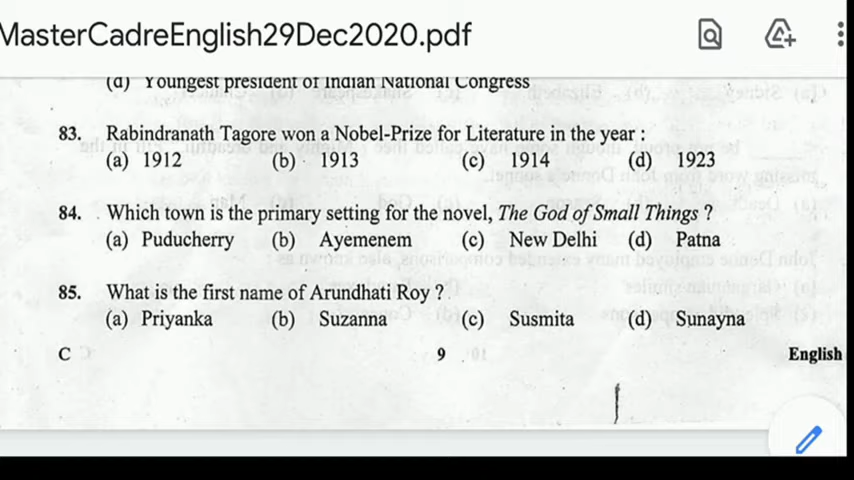 MasterCadreEnglish29Dec2020.pdf
(d) Youngest president of Indian National Congress
83. Rabindranath Tagore won a Nobel-Prize for Literature in the year :
(a) 1912 (b) 1913 (c) 1914 (d) 1923
84. Which town is the primary setting for the novel, The God of Small Things ?
(a) Puducherry (b) Ayemenem (c) New Delhi (d) Patna
85. What is the first name of Arundhati Roy ?
(a) Priyanka (b) Suzanna (c) Susmita (d) Sunayna
C 9 English